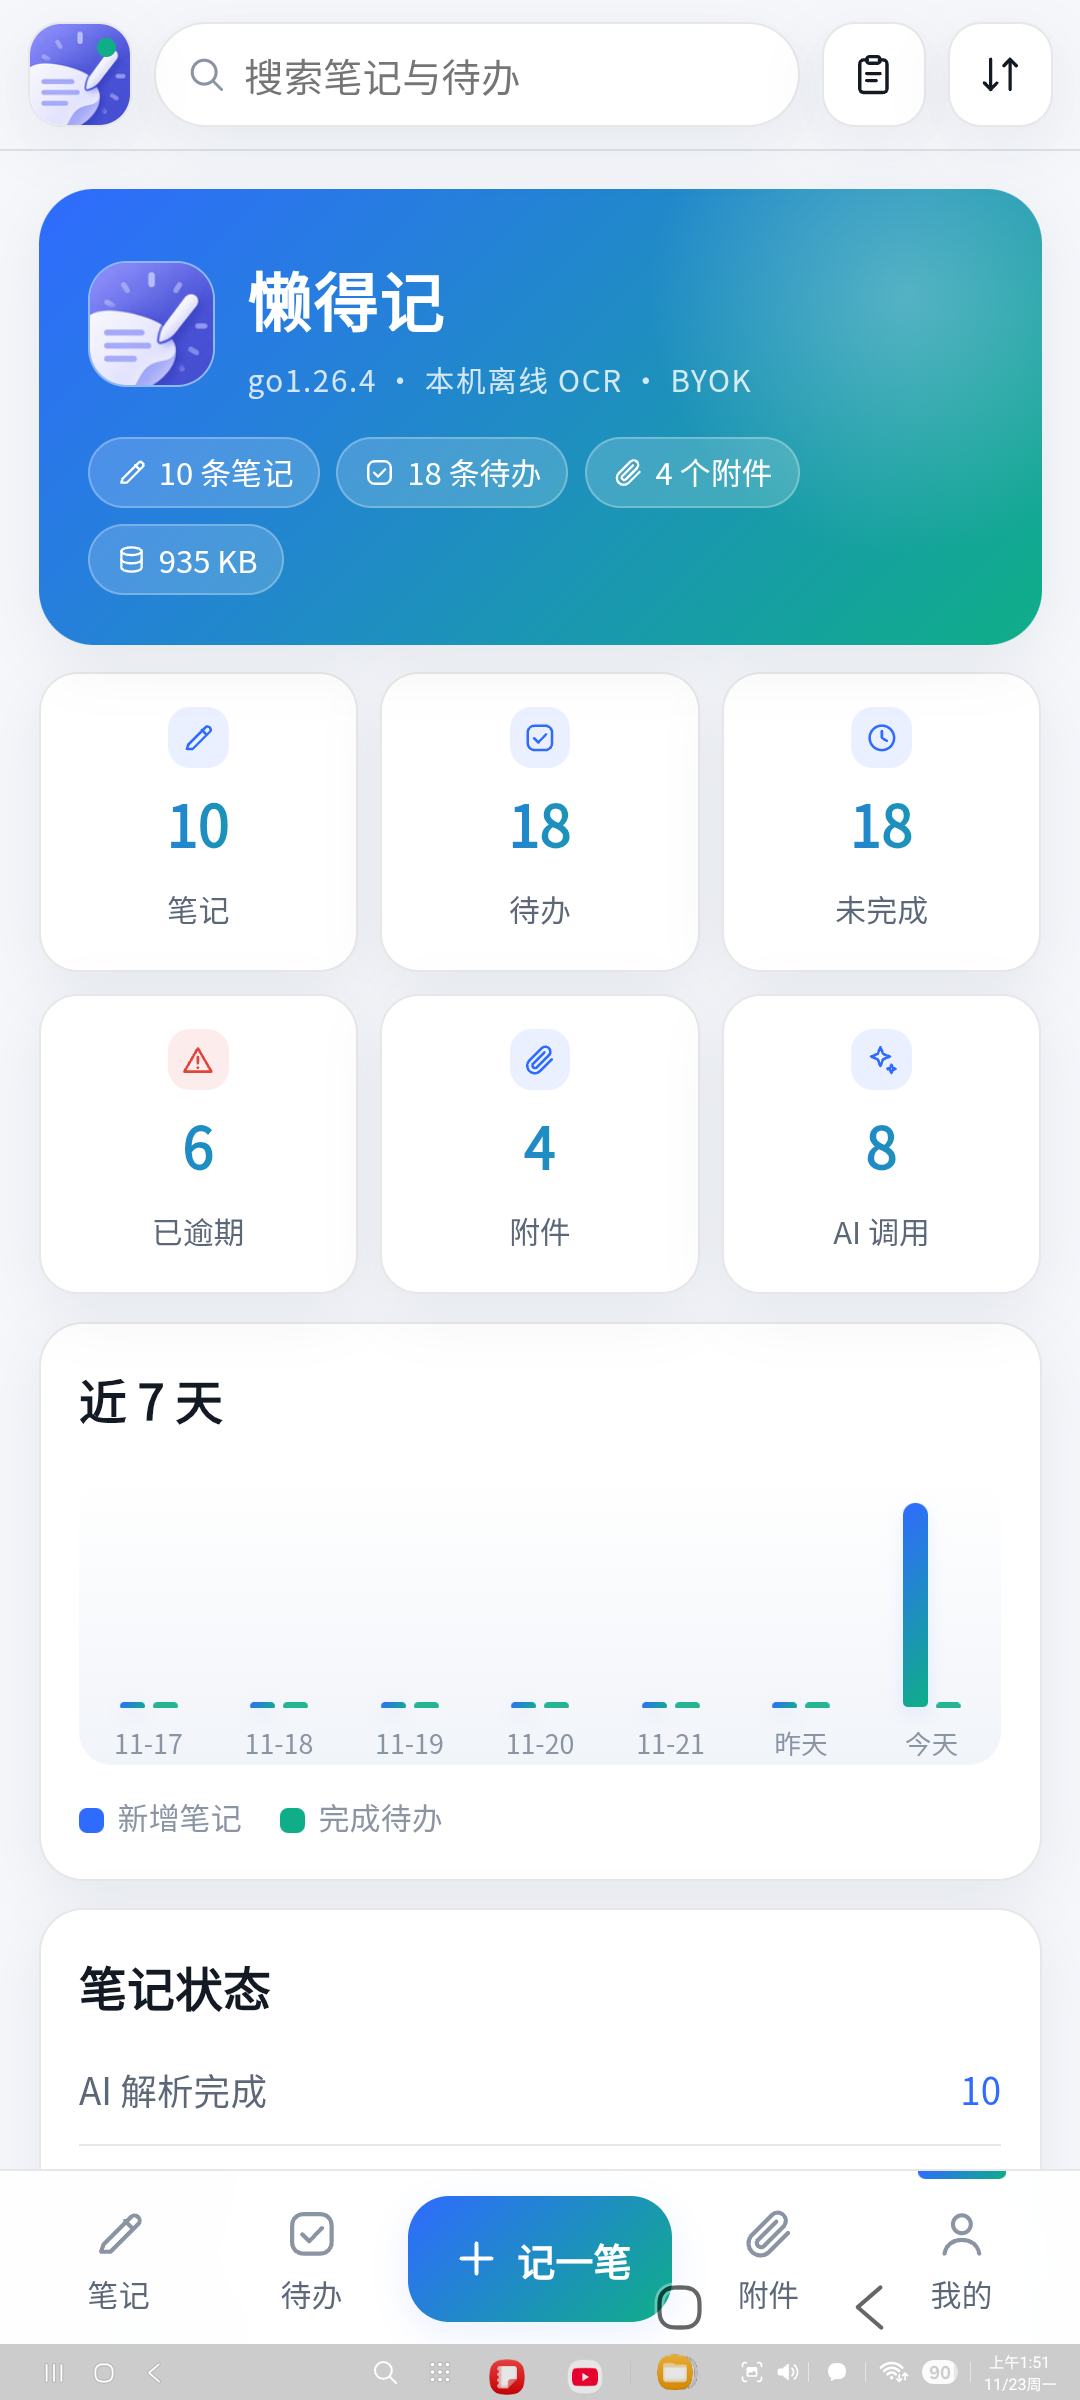 搜索笔记与待办
懒得记
go1.26.4 · 本机离线 OCR · BYOK
10 条笔记
18 条待办
4 个附件
935 KB
10
18
18
笔记
待办
未完成
6
4
8
已逾期
附件
AI 调用
近 7 天
11-17 11-18 11-19 11-20 11-21 昨天 今天
新增笔记 完成待办
笔记状态
AI 解析完成 10
记一笔
笔记 待办 附件 我的
90
上午1:51
11/23周一